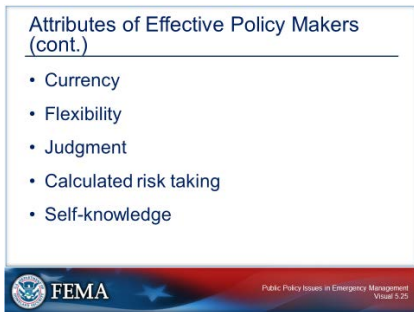 Attributes of Effective Policy Makers
(cont.)
• Currency
• Flexibility
• Judgment
• Calculated risk taking
• Self-knowledge
FEMA
Public Policy Issues in Emergency Management
Visual 5.25